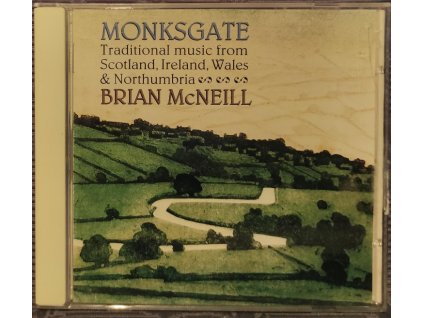 MONKSGATE
Traditional music from
Scotland, Ireland, Wales
& Northumbria
BRIAN McNEILL